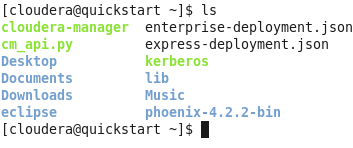 [cloudera@quickstart ~]$ ls
cloudera-manager  enterprise-deployment.json
cm_api.py         express-deployment.json
Desktop           kerberos
Documents         lib
Downloads         Music
eclipse           phoenix-4.2.2-bin
[cloudera@quickstart ~]$